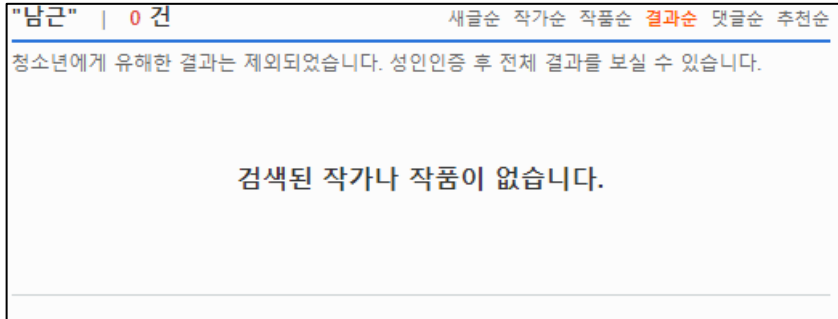 "남근" | 0 건 새글순 작가순 작품순 결과순 댓글순 추천순
청소년에게 유해한 결과는 제외되었습니다. 성인인증 후 전체 결과를 보실 수 있습니다.
검색된 작가나 작품이 없습니다.